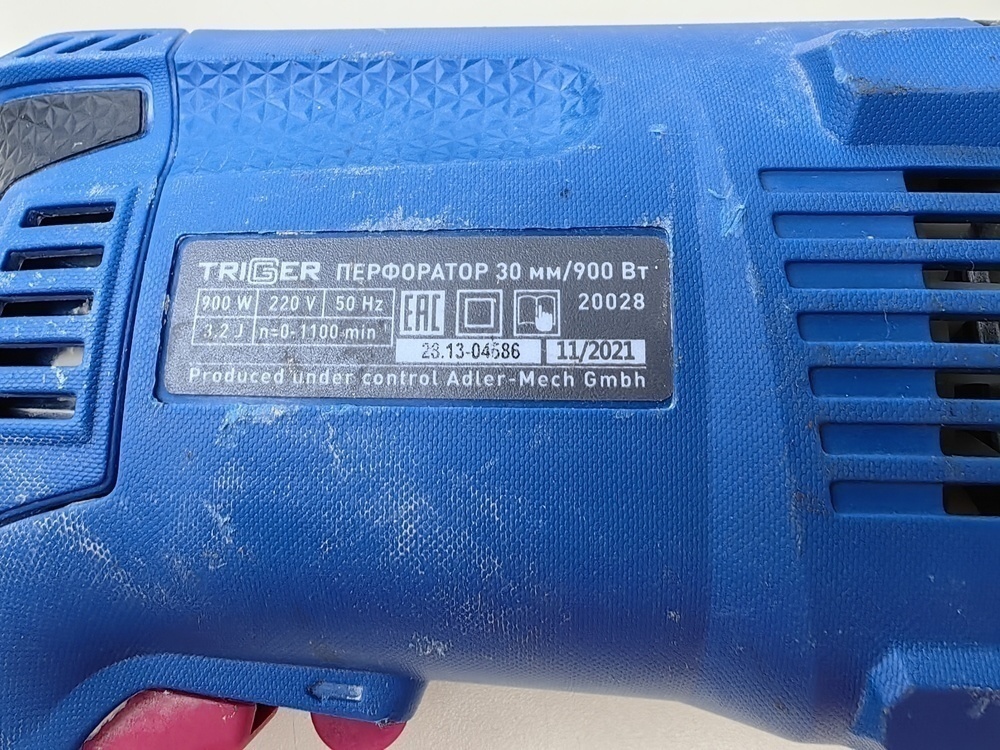 TRIGER ПЕРФОРАТОР 30 мм/900 Вт
900 W 220 V 50 Hz EAC 20028
3,2 J n=0-1100 min
23.13-04586 11/2021
Produced under control Adler-Mech Gmbh